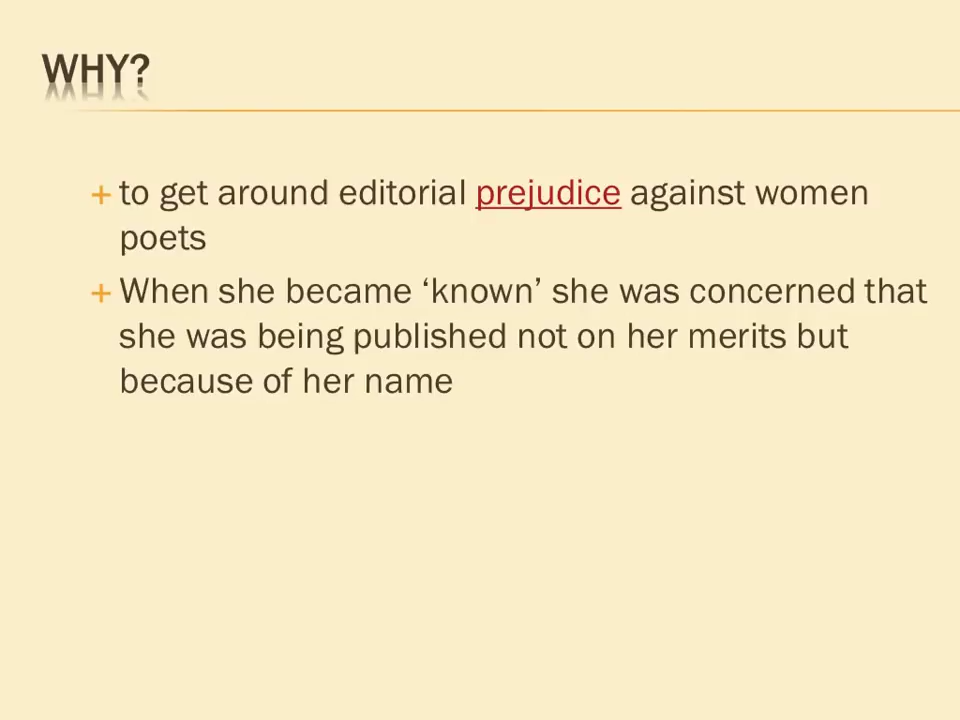 WHY?
to get around editorial prejudice against women
poets
When she became ‘known’ she was concerned that
she was being published not on her merits but
because of her name